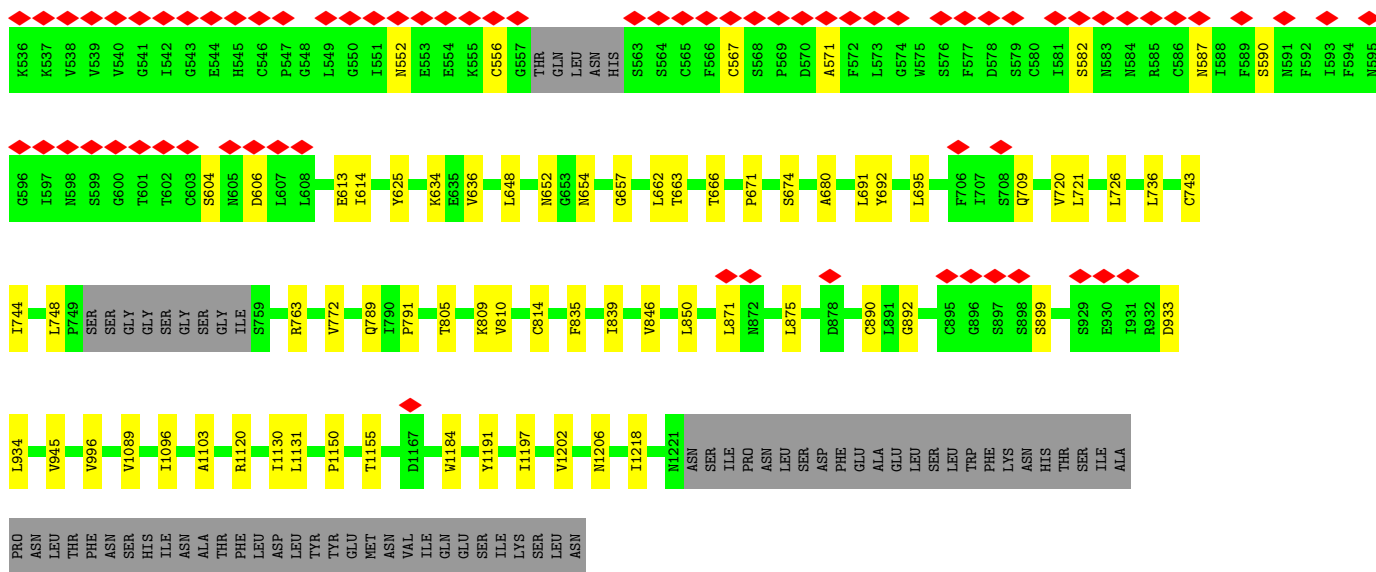 K536 K537 V538 V539 V540 G541 I542 G543 E544 H545 C546 P547 G548 L549 G550 I551 N552 E553 E554 K555 C556 G557 THR GLN LEU ASN HIS S563 S564 C565 F566 C567 S568 P569 D570 A571 F572 L573 G574 W575 S576 F577 D578 S579 C580 I581 S582 N583 N584 R585 C586 N587 I588 F589 S590 N591 F592 I593 F594 N595
G596 I597 N598 S599 G600 T601 T602 C603 S604 N605 D606 L607 L608 E613 I614 Y625 K634 E635 V636 L648 N652 G653 N654 G657 L662 T663 T666 P671 S674 A680 L691 Y692 L695 F706 I707 S708 Q709 V720 L721 L726 L736 C743
I744 L748 P749 SER SER GLY GLY SER GLY SER GLY ILE S759 R763 V772 Q789 I790 P791 T805 K809 V810 C814 F835 I839 V846 L850 L871 N872 L875 D878 C890 L891 G892 C895 G896 S897 S898 S899 S929 E930 I931 R932 D933
L934 V945 V996 V1089 I1096 A1103 R1120 I1130 L1131 P1150 T1155 D1167 W1184 Y1191 I1197 V1202 N1206 I1218 N1221 ASN SER ILE PRO ASN LEU SER ASP PHE GLU ALA GLU LEU SER LEU TRP PHE LYS ASN HIS THR SER ILE ALA
PRO ASN LEU THR PHE ASN SER HIS ILE ASN ALA THR PHE LEU ASP LEU TYR TYR GLU MET ASN VAL ILE GLN GLU SER ILE LYS SER LEU ASN